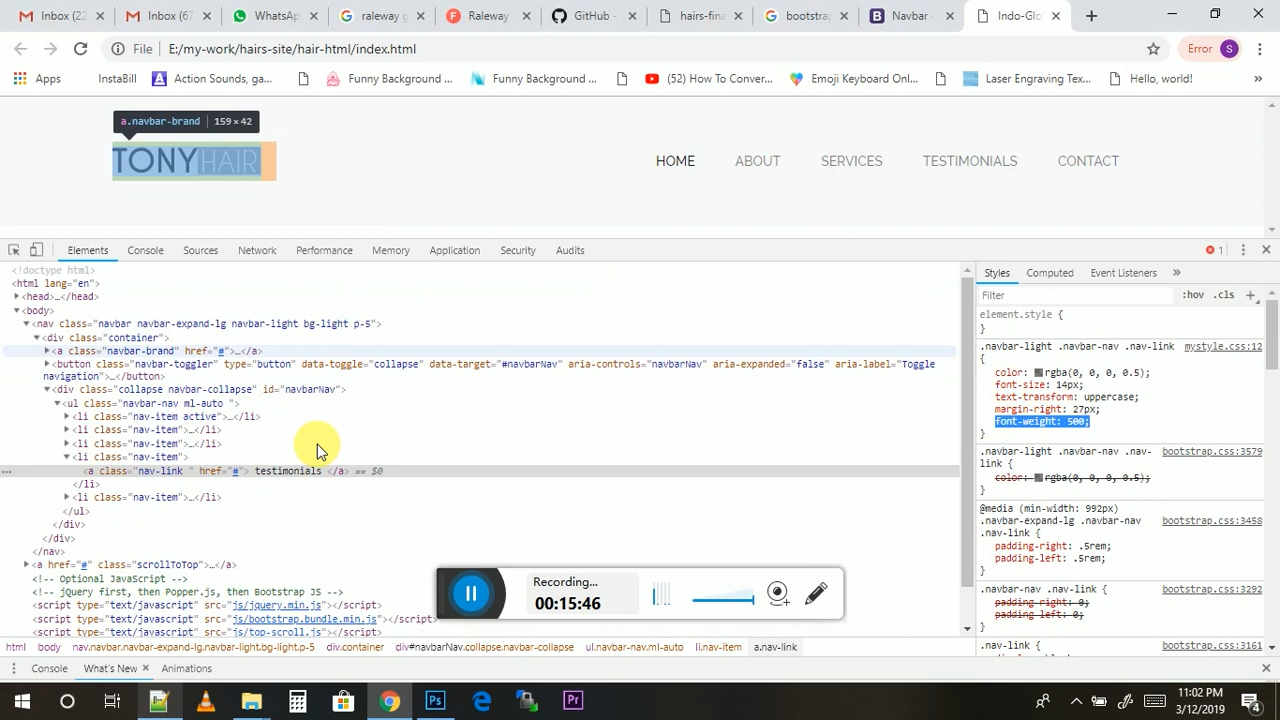 Inbox (22
Inbox (67
WhatsApp
raleway g
Raleway
GitHub -
hairs-fina
bootstrap
Navbar -
Indo-Glo
File
E:/my-work/hairs-site/hair-html/index.html
Error
S
Apps
InstaBill
Action Sounds, ga...
Funny Background ...
Funny Background ...
(52) How To Conver...
Emoji Keyboard Onl...
Laser Engraving Tex...
Hello, world!
»
a.navbar-brand | 159 × 42
TONYHAIR
HOME
ABOUT
SERVICES
TESTIMONIALS
CONTACT
Elements
Console
Sources
Network
Performance
Memory
Application
Security
Audits
1
<!doctype html>
<html lang="en">
<head>…</head>
<body>
<nav class="navbar navbar-expand-lg navbar-light bg-light p-5">
<div class="container">
<a class="navbar-brand" href="#">…</a>
<button class="navbar-toggler" type="button" data-toggle="collapse" data-target="#navbarNav" aria-controls="navbarNav" aria-expanded="false" aria-label="Toggle
navigation">…</button>
<div class="collapse navbar-collapse" id="navbarNav">
<ul class="navbar-nav ml-auto ">
<li class="nav-item active">…</li>
<li class="nav-item">…</li>
<li class="nav-item">…</li>
<li class="nav-item">
<a class="nav-link " href="#"> testimonials </a> == $0
</li>
<li class="nav-item">…</li>
</ul>
</div>
</div>
</nav>
<a href="#" class="scrollToTop">…</a>
<!-- Optional JavaScript -->
<!-- jQuery first, then Popper.js, then Bootstrap JS -->
<script type="text/javascript" src="js/jquery.min.js"></script>
<script type="text/javascript" src="js/bootstrap.bundle.min.js"></script>
<script type="text/javascript" src="js/top-scroll.js"></script>
html
body
nav.navbar.navbar-expand-lg.navbar-light.bg-light.p-5
div.container
div#navbarNav.collapse.navbar-collapse
ul.navbar-nav.ml-auto
li.nav-item
a.nav-link
Styles
Computed
Event Listeners
»
Filter
:hov
.cls
element.style {
}
.navbar-light .navbar-nav .nav-link
mystyle.css:12
{
color: rgba(0, 0, 0, 0.5);
font-size: 14px;
text-transform: uppercase;
margin-right: 27px;
font-weight: 500;
}
.navbar-light .navbar-nav .nav-
bootstrap.css:3579
link {
color: rgba(0, 0, 0, 0.5);
}
@media (min-width: 992px)
.navbar-expand-lg .navbar-nav
bootstrap.css:3458
.nav-link {
padding-right: .5rem;
padding-left: .5rem;
}
.navbar-nav .nav-link {
bootstrap.css:3292
padding-right: 0;
padding-left: 0;
}
.nav-link {
bootstrap.css:3161
Recording...
00:15:46
Console
What's New
Animations
Ps
Pr
11:02 PM
3/12/2019
4